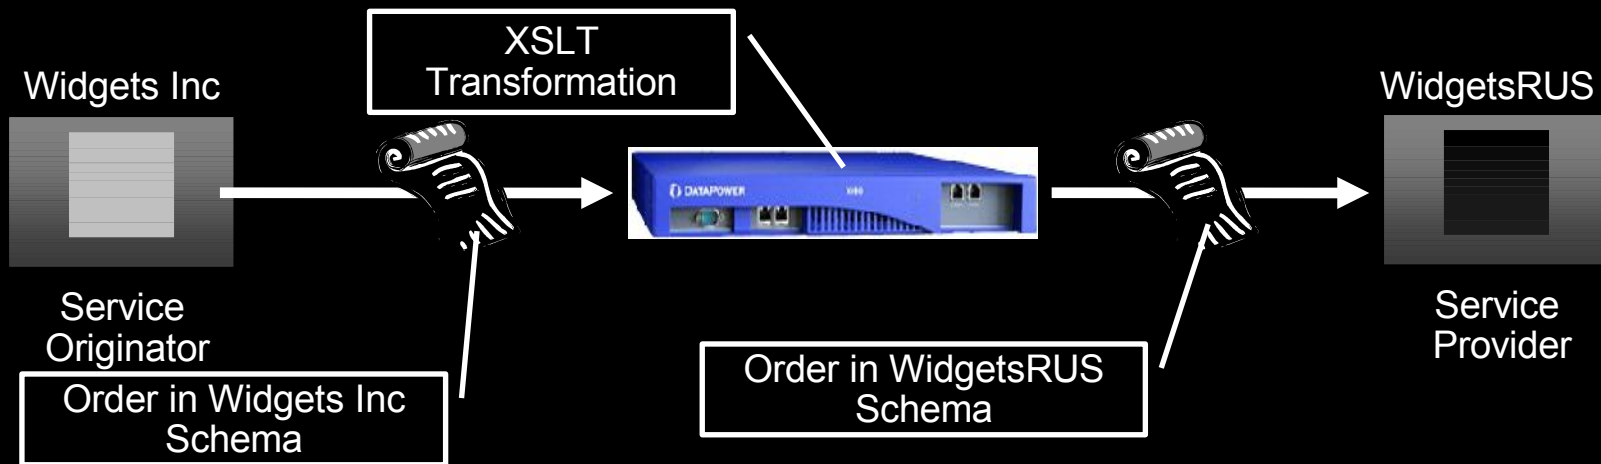 XSLT
Transformation
Widgets Inc
WidgetsRUS
DATAPOWER
Service
Originator
Service
Provider
Order in Widgets Inc
Schema
Order in WidgetsRUS
Schema